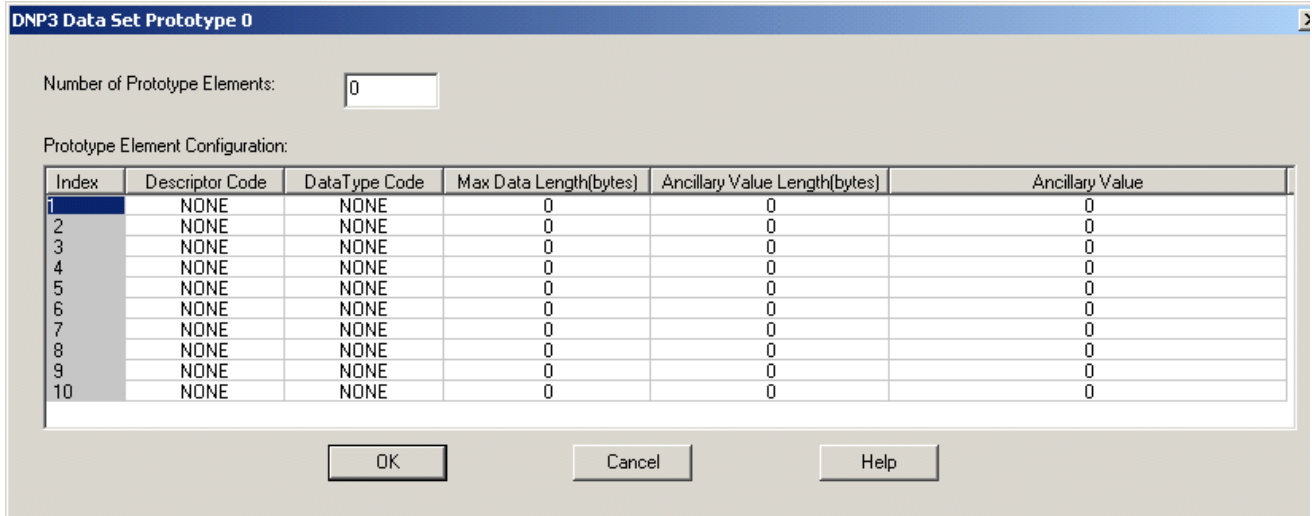 DNP3 Data Set Prototype 0
Number of Prototype Elements: 0
Prototype Element Configuration:
Index Descriptor Code DataType Code Max Data Length(bytes) Ancillary Value Length(bytes) Ancillary Value
1 NONE NONE 0 0 0
2 NONE NONE 0 0 0
3 NONE NONE 0 0 0
4 NONE NONE 0 0 0
5 NONE NONE 0 0 0
6 NONE NONE 0 0 0
7 NONE NONE 0 0 0
8 NONE NONE 0 0 0
9 NONE NONE 0 0 0
10 NONE NONE 0 0 0
OK Cancel Help